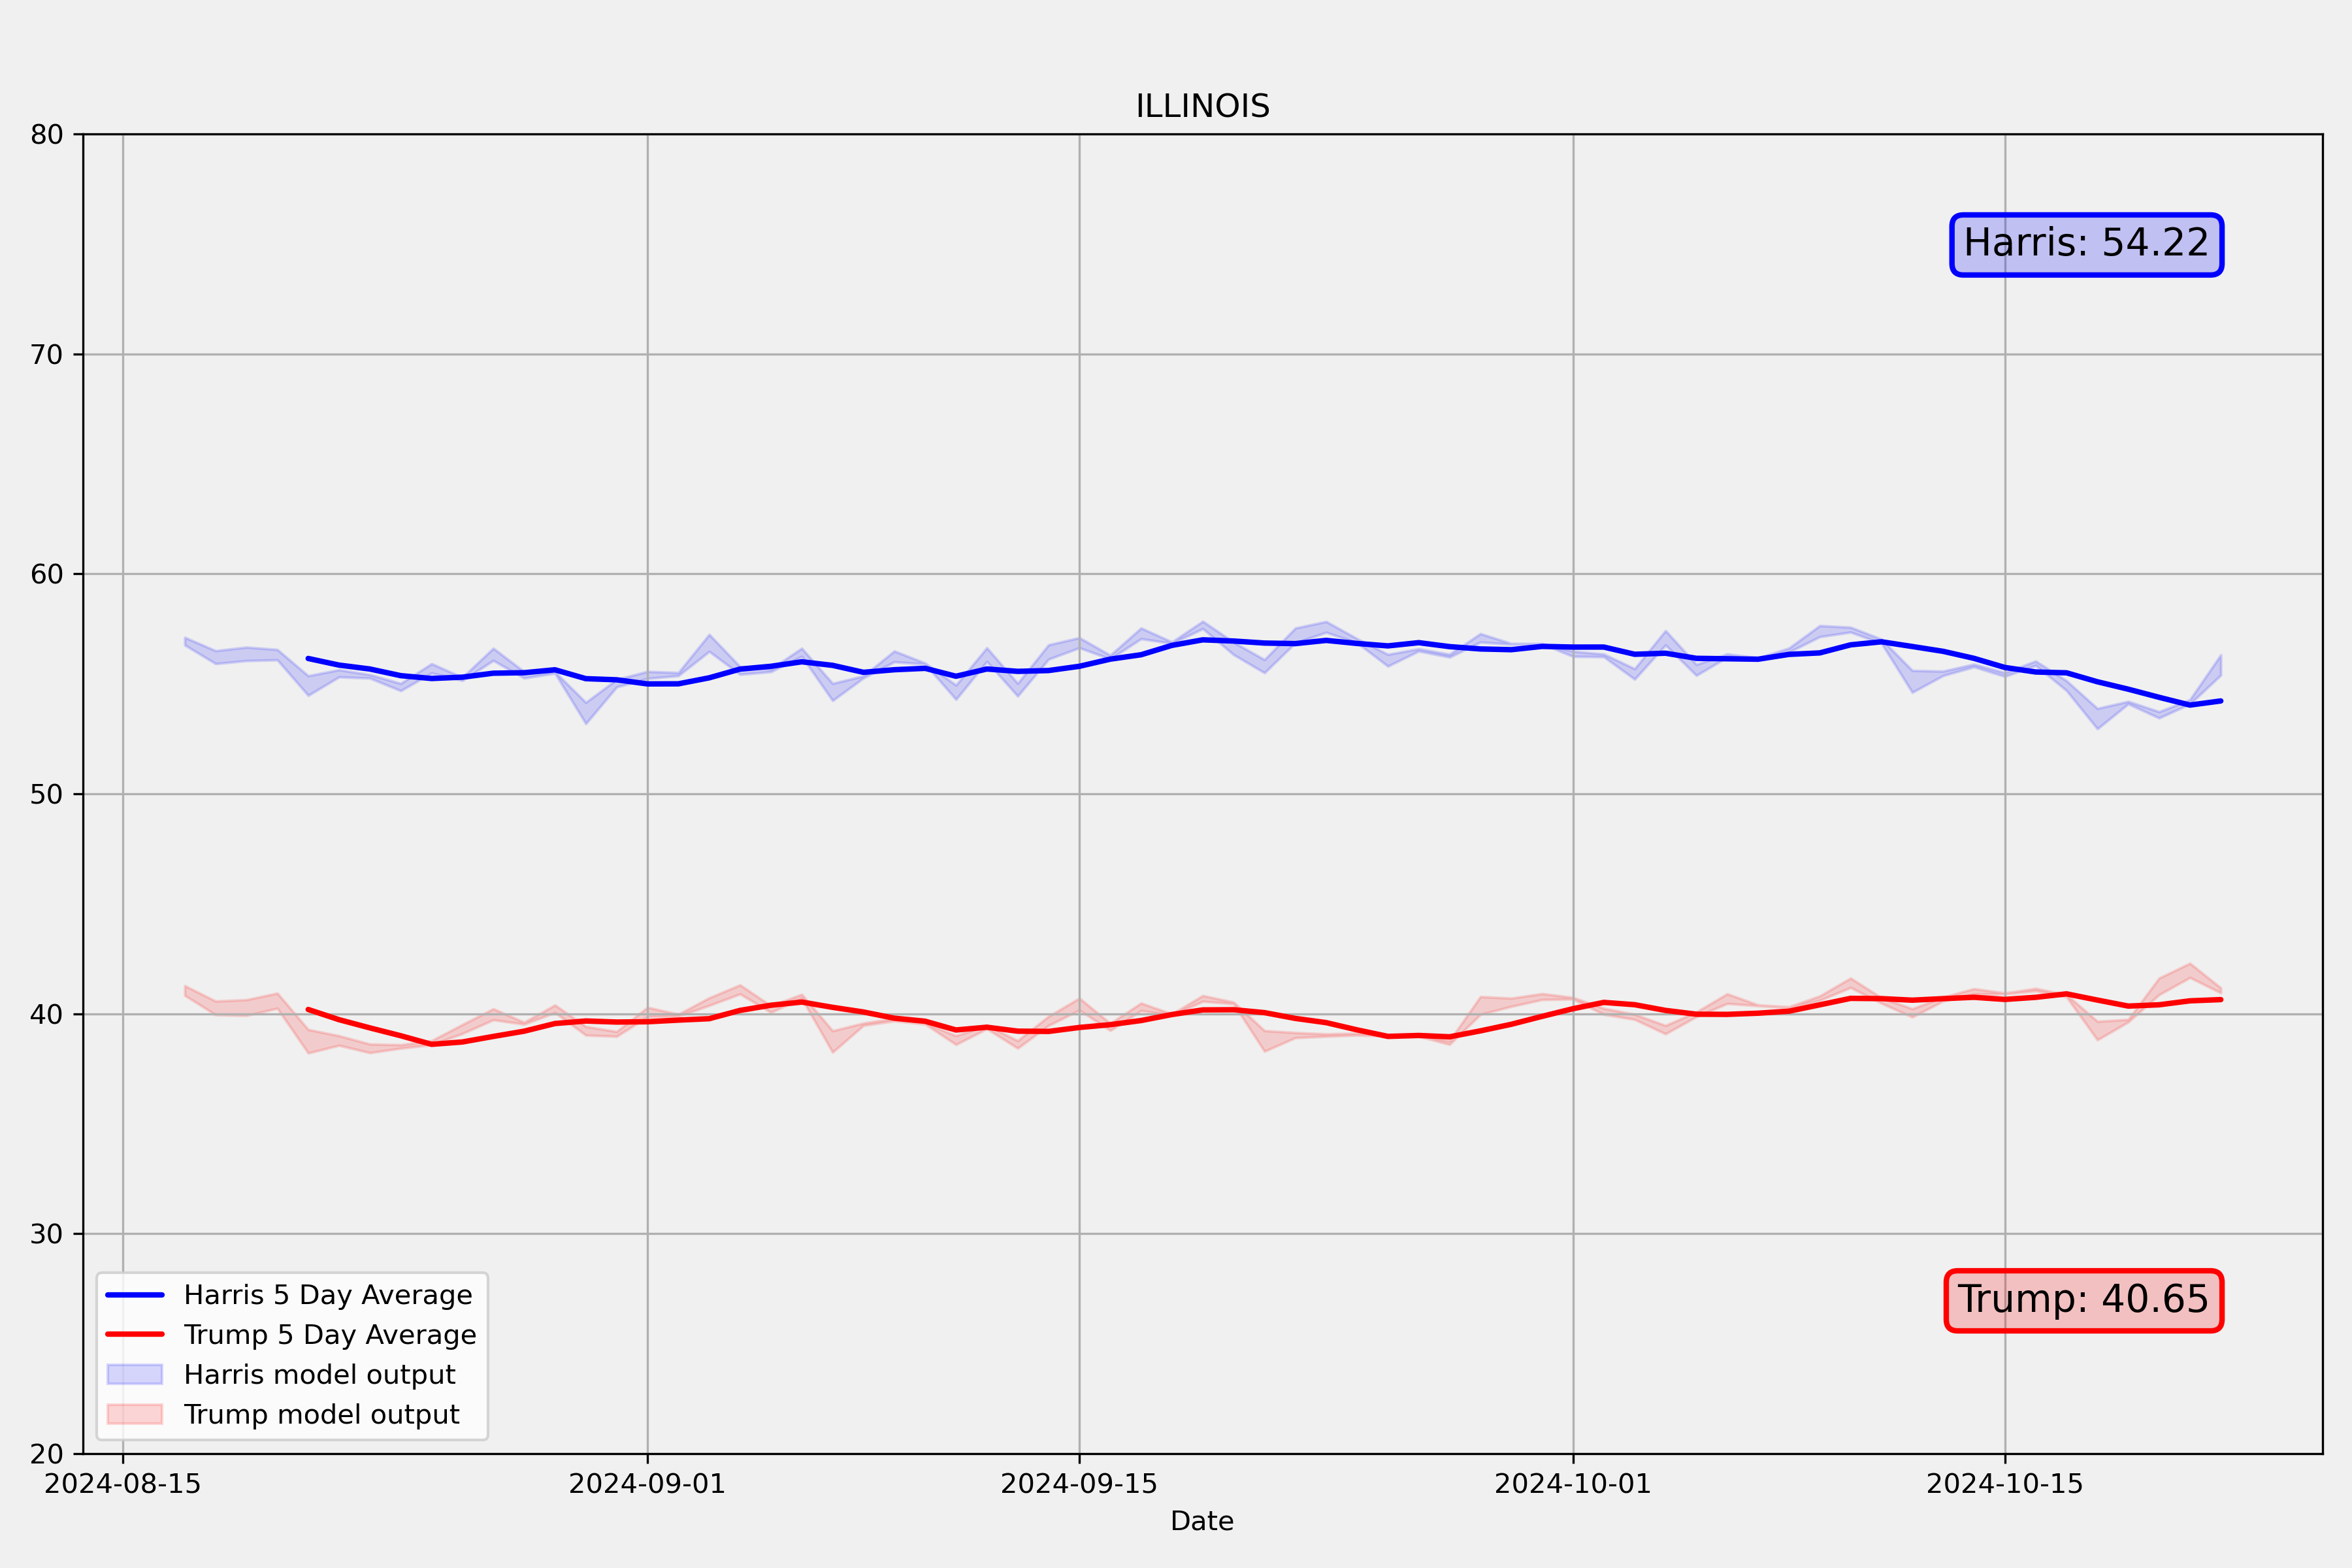 ILLINOIS
80
70
60
50
40
30
20
Harris: 54.22
Trump: 40.65
Harris 5 Day Average
Trump 5 Day Average
Harris model output
Trump model output
2024-08-15 2024-09-01 2024-09-15 2024-10-01 2024-10-15
Date